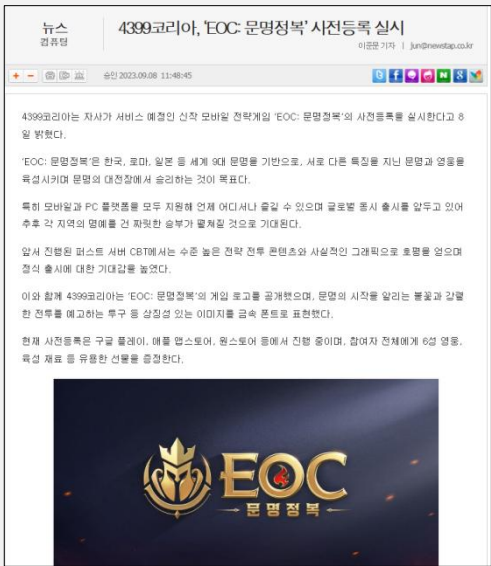 뉴스
컴퓨팅
4399코리아, 'EOC: 문명정복' 사전등록 실시
이준문 기자 | jun@newstap.co.kr
승인 2023.09.08 11:48:45
4399코리아는 자사가 서비스 예정인 신작 모바일 전략게임 'EOC: 문명정복'의 사전등록을 실시한다고 8
일 밝혔다.
'EOC: 문명정복'은 한국, 로마, 일본 등 세계 9대 문명을 기반으로, 서로 다른 특징을 지닌 문명과 영웅을
육성시키며 문명의 대전장에서 승리하는 것이 목표다.
특히 모바일과 PC 플랫폼을 모두 지원해 언제 어디서나 즐길 수 있으며 글로벌 동시 출시를 앞두고 있어
추후 각 지역의 명예를 건 짜릿한 승부가 펼쳐질 것으로 기대된다.
앞서 진행된 퍼스트 서버 CBT에서는 수준 높은 전략 전투 콘텐츠와 사실적인 그래픽으로 호평을 얻으며
정식 출시에 대한 기대감을 높였다.
이와 함께 4399코리아는 'EOC: 문명정복'의 게임 로고를 공개했으며, 문명의 시작을 알리는 불꽃과 강렬
한 전투를 예고하는 투구 등 상징성 있는 이미지를 금속 폰트로 표현했다.
현재 사전등록은 구글 플레이, 애플 앱스토어, 원스토어 등에서 진행 중이며, 참여자 전체에게 6성 영웅,
육성 재료 등 유용한 선물을 증정한다.
EOC
문명정복